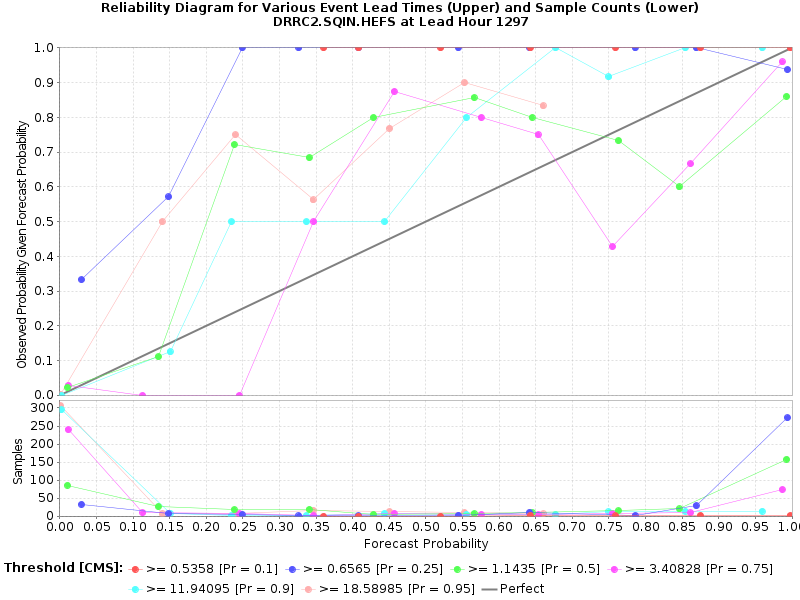 Reliability Diagram for Various Event Lead Times (Upper) and Sample Counts (Lower)
DRRC2.SQIN.HEFS at Lead Hour 1297
Observed Probability Given Forecast Probability
1.0
0.9
0.8
0.7
0.6
0.5
0.4
0.3
0.2
0.1
0.0
Samples
300
250
200
150
100
50
0
0.00 0.05 0.10 0.15 0.20 0.25 0.30 0.35 0.40 0.45 0.50 0.55 0.60 0.65 0.70 0.75 0.80 0.85 0.90 0.95 1.0
Forecast Probability
Threshold [CMS]: >= 0.5358 [Pr = 0.1] >= 0.6565 [Pr = 0.25] >= 1.1435 [Pr = 0.5] >= 3.40828 [Pr = 0.75]
>= 11.94095 [Pr = 0.9] >= 18.58985 [Pr = 0.95] Perfect